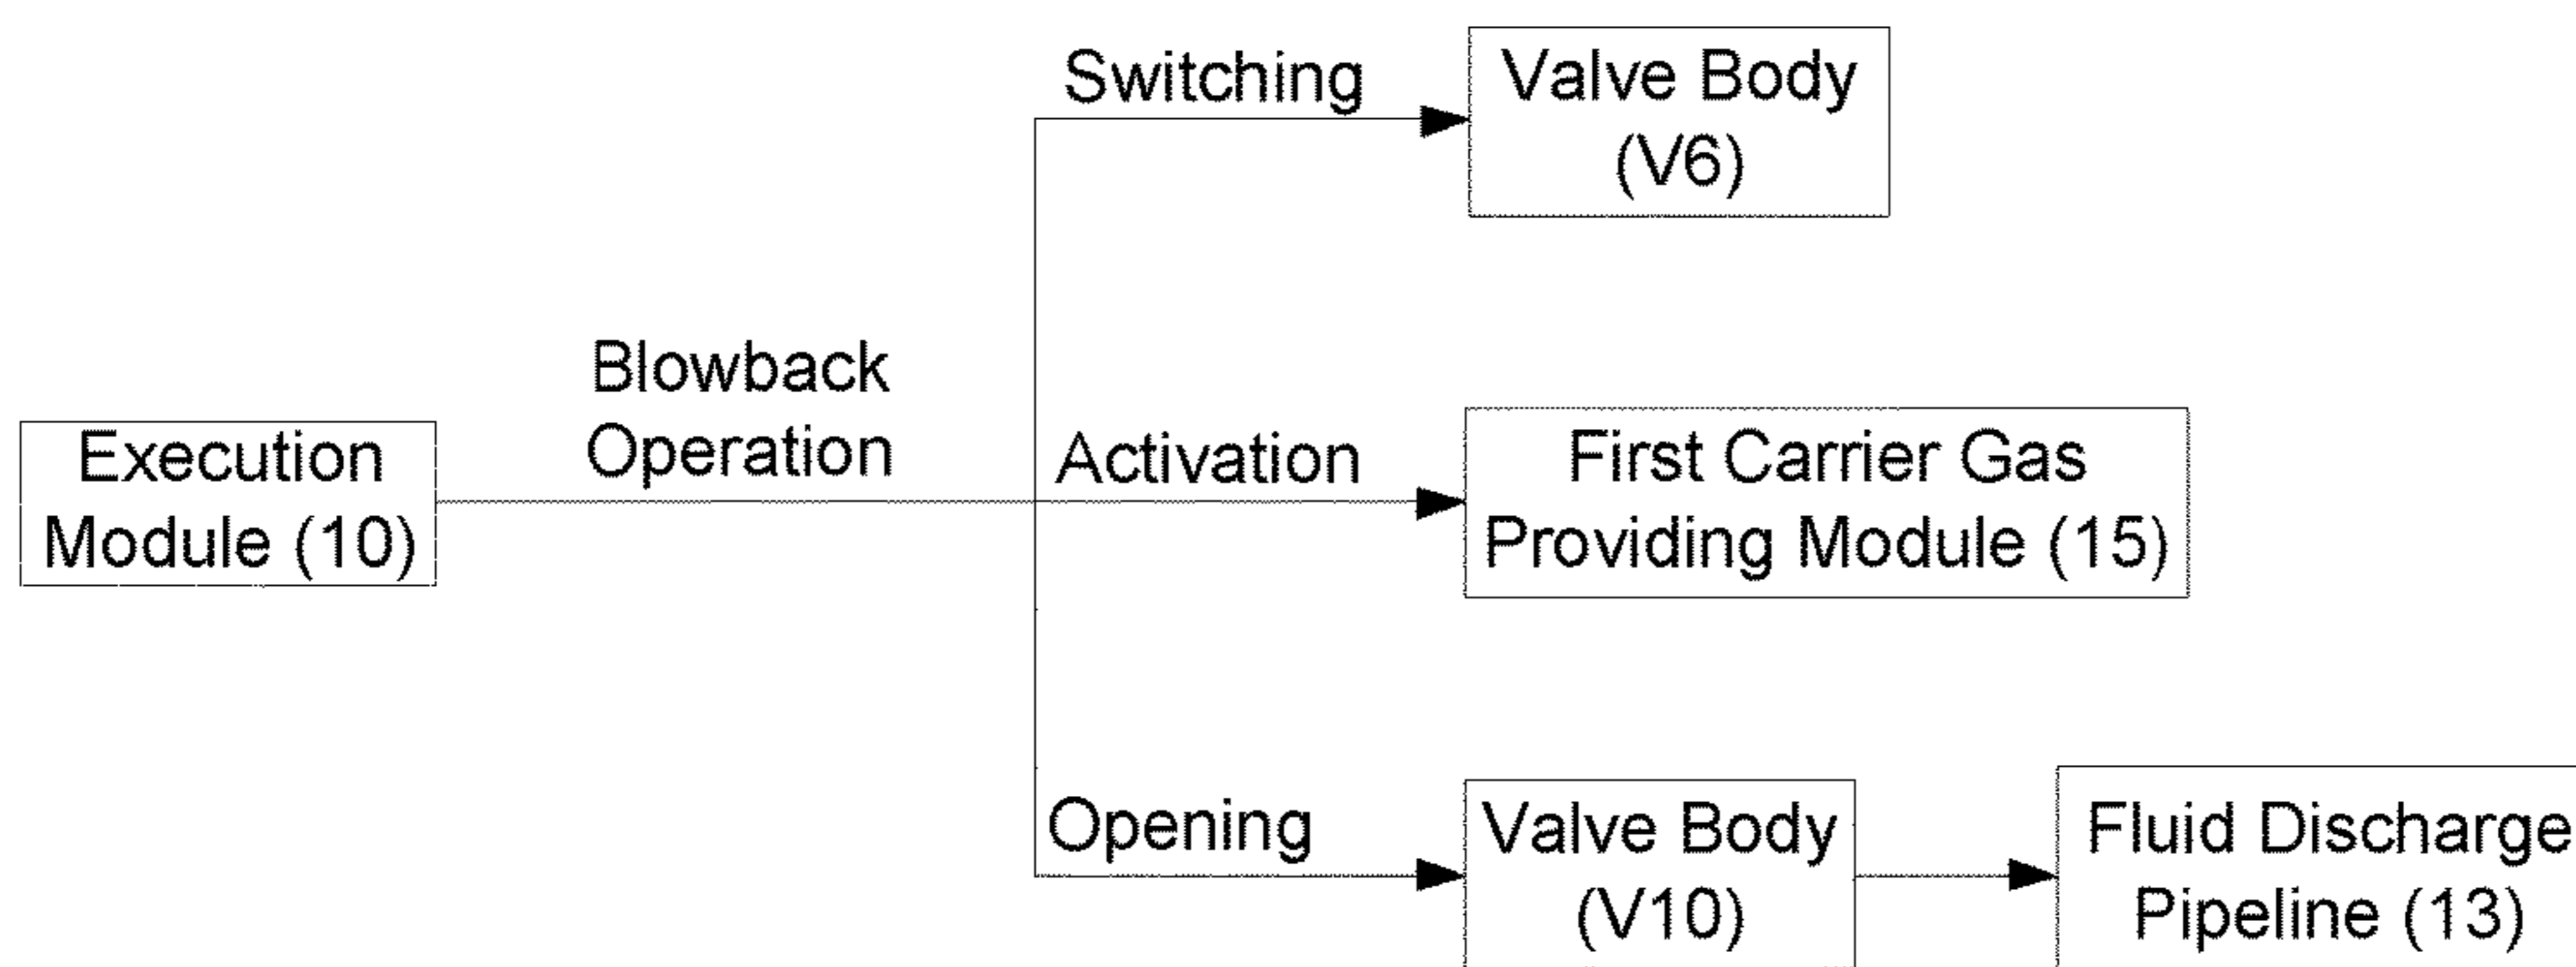 Switching
Valve Body
(V6)
Blowback
Operation
Execution
Module (10)
Activation
First Carrier Gas
Providing Module (15)
Opening
Valve Body
(V10)
Fluid Discharge
Pipeline (13)